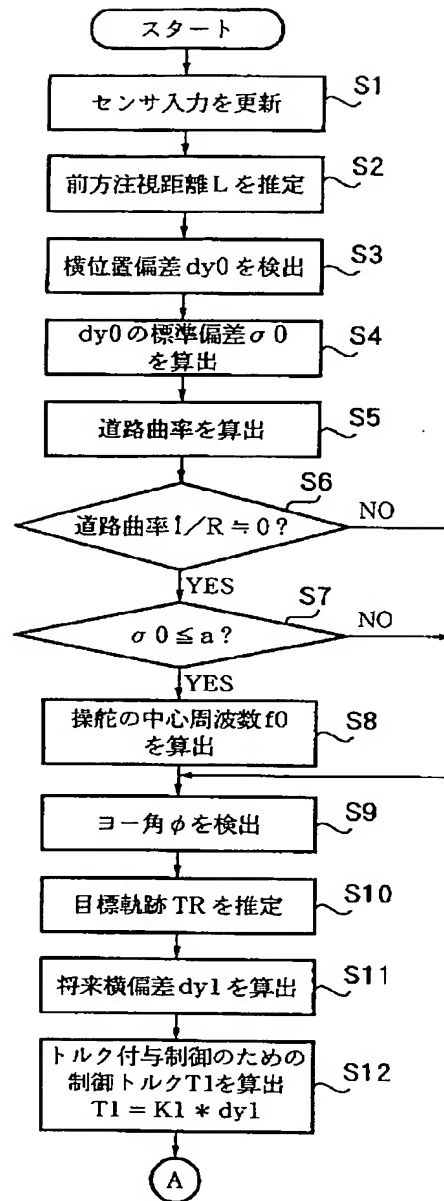 スタート
S1
センサ入力を更新
S2
前方注視距離Lを推定
S3
横位置偏差dy0を検出
S4
dy0の標準偏差σ0
を算出
S5
道路曲率を算出
S6
道路曲率1/R≒0?
NO
YES
S7
σ0≦a?
NO
YES
S8
操舵の中心周波数f0
を算出
S9
ヨー角φを検出
S10
目標軌跡TRを推定
S11
将来横偏差dy1を算出
S12
トルク付与制御のための
制御トルクT1を算出
T1=K1*dy1
A